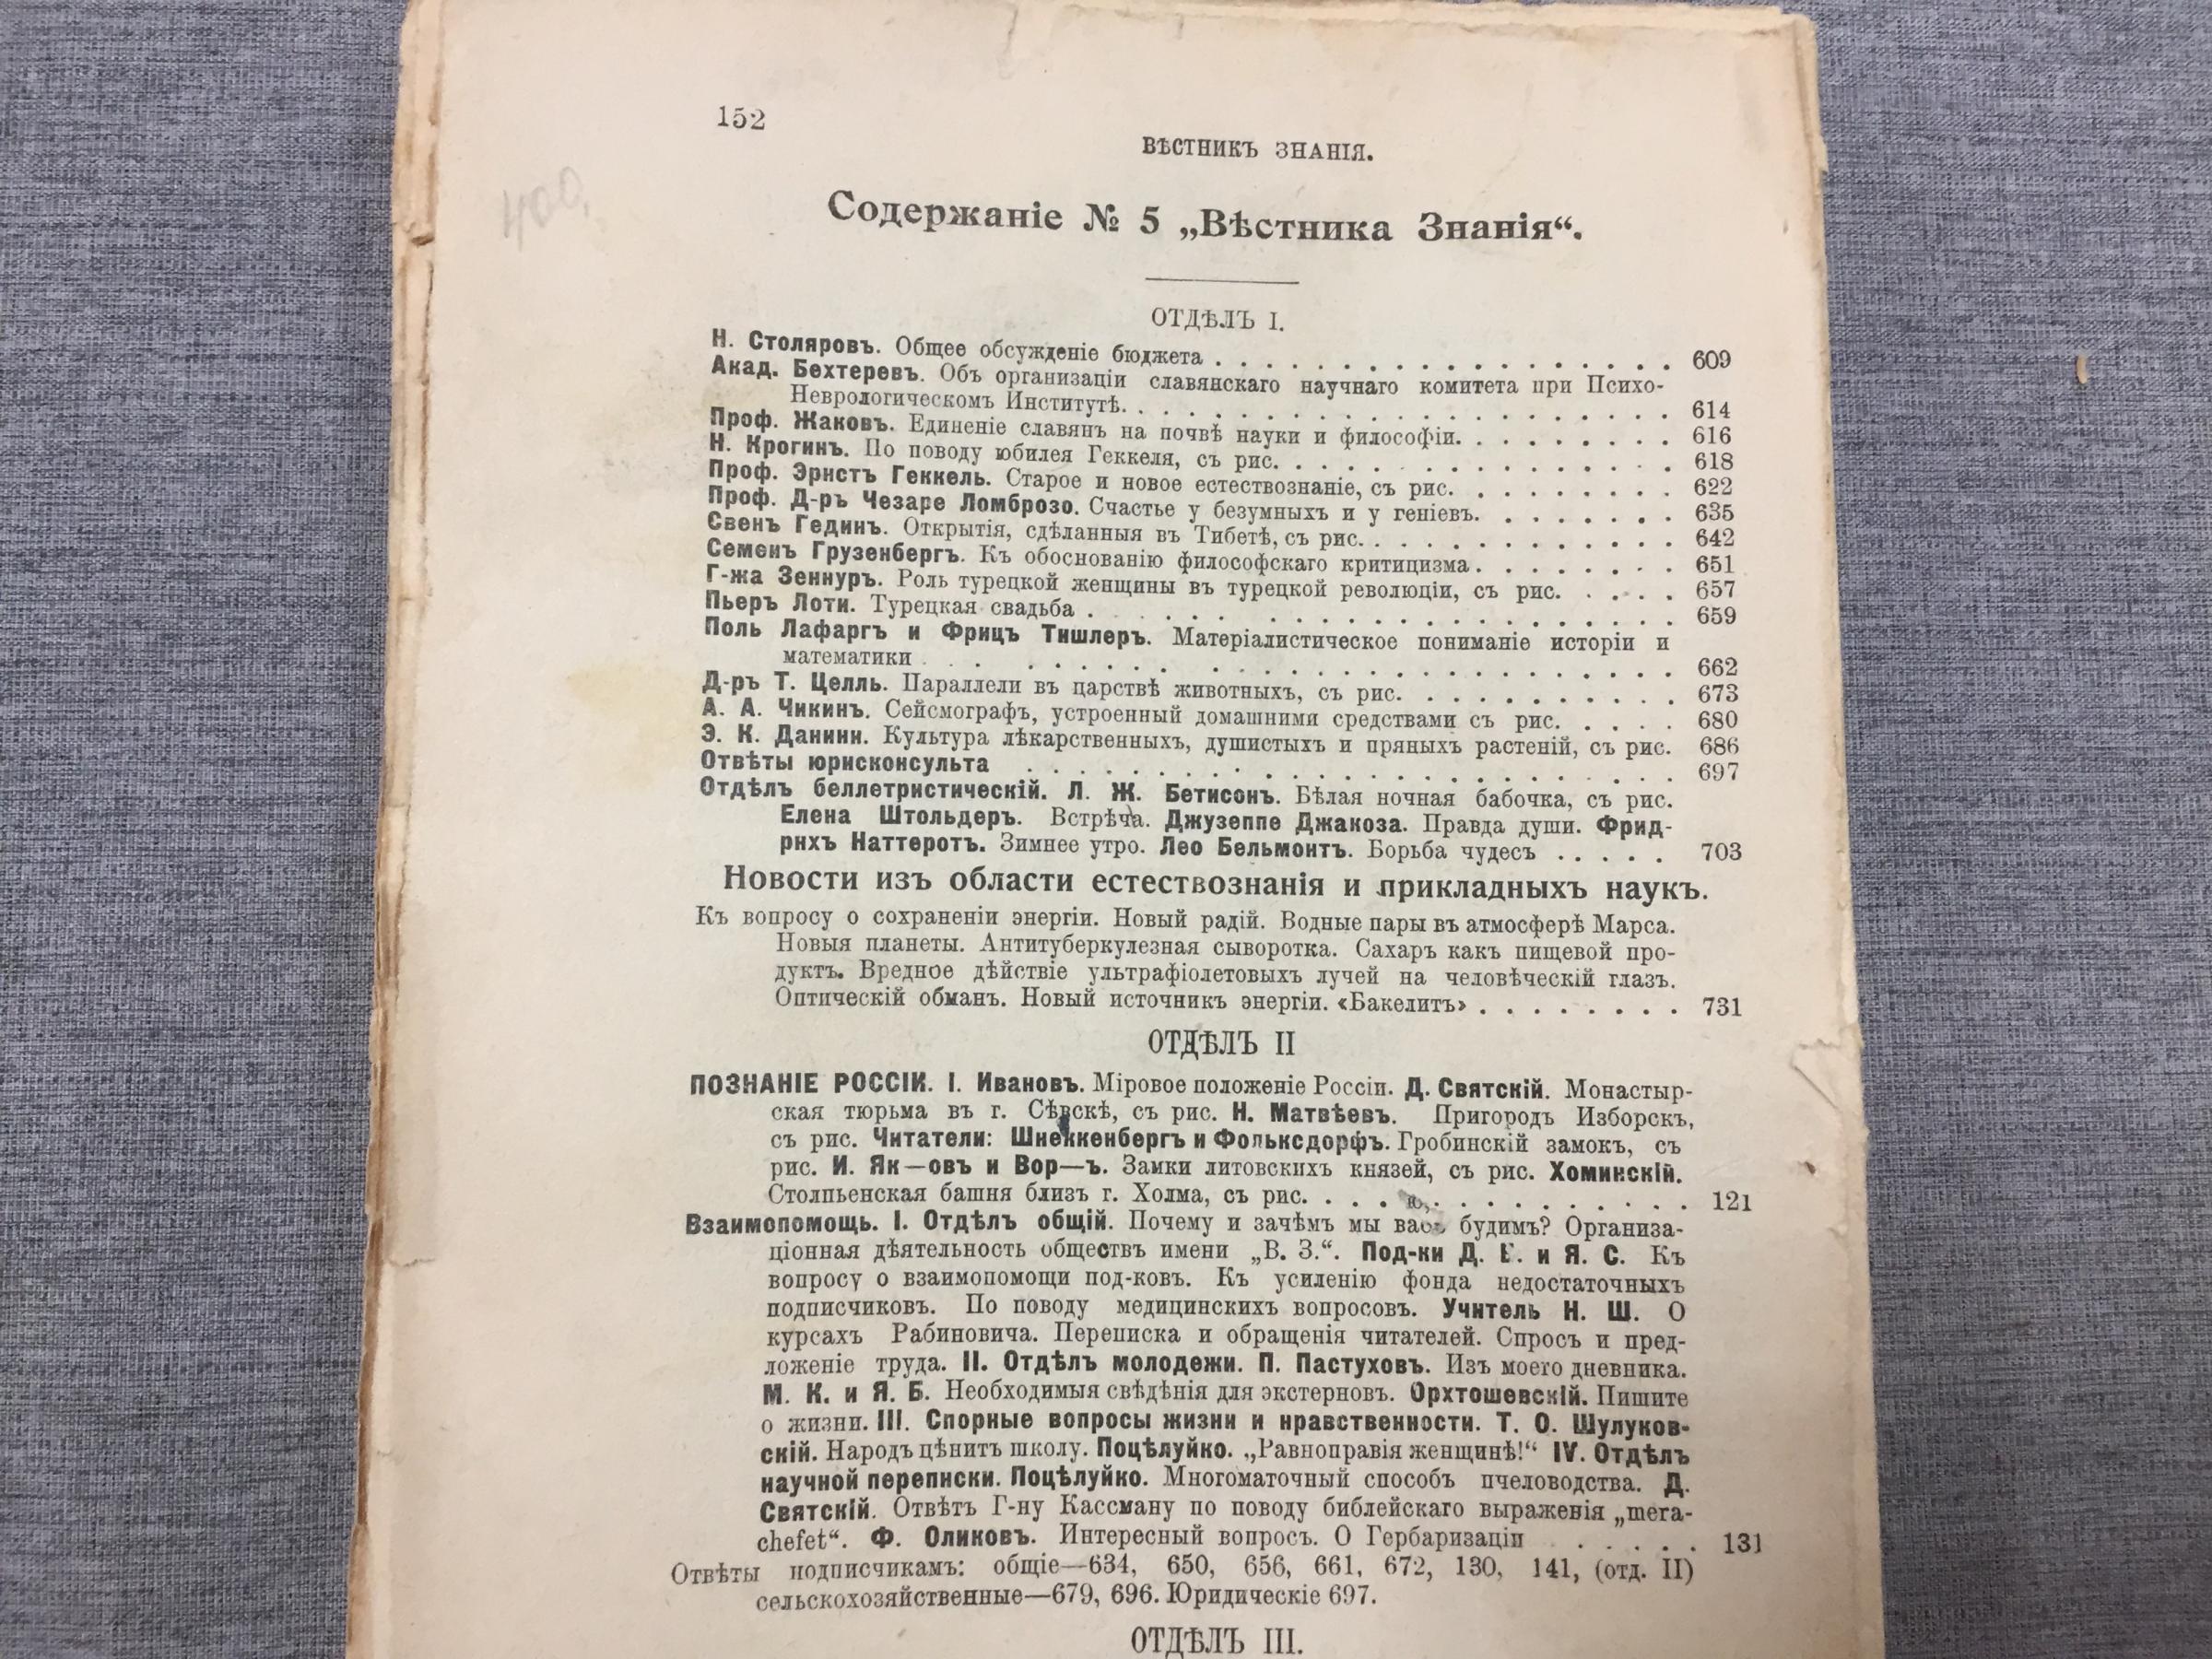 152
ВѢСТНИКЪ ЗНАНІЯ.
400
Содержаніе № 5 „Вѣстника Знанія“.
ОТДѢЛЪ I.
Н. Столяровъ. Общее обсужденіе бюджета . . . . . . . . . . . . . . . . . . 609
Акад. Бехтеревъ. Объ организаціи славянскаго научнаго комитета при Психо-
Неврологическомъ Институтѣ. . . . . . . . . . . . . . . . . . . . . 614
Проф. Жаковъ. Единеніе славянъ на почвѣ науки и философіи. . . . . . . . . 616
Н. Крогинъ. По поводу юбилея Геккеля, съ рис. . . . . . . . . . . . . . . . 618
Проф. Эрнстъ Геккель. Старое и новое естествознаніе, съ рис. . . . . . . . . 622
Проф. Д-ръ Чезаре Ломброзо. Счастье у безумныхъ и у геніевъ. . . . . . . . 635
Свенъ Гединъ. Открытія, сдѣланныя въ Тибетѣ, съ рис. . . . . . . . . . . . . 642
Семенъ Грузенбергъ. Къ обоснованію философскаго критицизма . . . . . . . . 651
Г-жа Зеннуръ. Роль турецкой женщины въ турецкой революціи, съ рис. . . . . 657
Пьеръ Лоти. Турецкая свадьба . . . . . . . . . . . . . . . . . . . . . . 659
Поль Лафаргъ и Фрицъ Тишлеръ. Матеріалистическое пониманіе исторіи и
математики . . . . . . . . . . . . . . . . . . . . . . . . . . . . 662
Д-ръ Т. Целль. Параллели въ царствѣ животныхъ, съ рис. . . . . . . . . . . 673
А. А. Чикинъ. Сейсмографъ, устроенный домашними средствами съ рис. . . . . 680
Э. К. Данини. Культура лѣкарственныхъ, душистыхъ и пряныхъ растеній, съ рис. 686
Отвѣты юрисконсульта . . . . . . . . . . . . . . . . . . . . . . . . . 697
Отдѣлъ беллетристическій. Л. Ж. Бетисонъ. Бѣлая ночная бабочка, съ рис.
Елена Штольдеръ. Встрѣча. Джузеппе Джакоза. Правда души. Фрид-
рихъ Наттеротъ. Зимнее утро. Лео Бельмонтъ. Борьба чудесъ . . . . . 703
Новости изъ области естествознанія и прикладныхъ наукъ.
Къ вопросу о сохраненіи энергіи. Новый радій. Водные пары въ атмосферѣ Марса.
Новыя планеты. Антитуберкулезная сыворотка. Сахаръ какъ пищевой про-
дуктъ. Вредное дѣйствіе ультрафіолетовыхъ лучей на человѣческій глазъ.
Оптическій обманъ. Новый источникъ энергіи. «Бакелитъ» . . . . . . . . 731
ОТДѢЛЪ II
ПОЗНАНІЕ РОССІИ. I. Ивановъ. Міровое положеніе Россіи. Д. Святскій. Монастыр-
ская тюрьма въ г. Сѣвскѣ, съ рис. Н. Матвѣевъ. Пригородъ Изборскъ,
съ рис. Читатели: Шнеккенбергъ и Фольксдорфъ. Гробинскій замокъ, съ
рис. И. Як—овъ и Вор—ъ. Замки литовскихъ князей, съ рис. Хоминскій.
Столпьенская башня близъ г. Холма, съ рис. . . . . . . . . . . . . . . 121
Взаимопомощь. I. Отдѣлъ общій. Почему и зачѣмъ мы васъ будимъ? Организа-
ціонная дѣятельность обществъ имени „В. З.“. Под-ки Д. Е. и Я. С. Къ
вопросу о взаимопомощи под-ковъ. Къ усиленію фонда недостаточныхъ
подписчиковъ. По поводу медицинскихъ вопросовъ. Учитель Н. Ш. О
курсахъ Рабиновича. Переписка и обращенія читателей. Спросъ и пред-
ложеніе труда. II. Отдѣлъ молодежи. П. Пастуховъ. Изъ моего дневника.
М. К. и Я. Б. Необходимыя свѣдѣнія для экстерновъ. Орхтошевскій. Пишите
о жизни. III. Спорные вопросы жизни и нравственности. Т. О. Шулуков-
скій. Народъ цѣнитъ школу. Поцѣлуйко. „Равноправія женщинѣ!“ IV. Отдѣлъ
научной переписки. Поцѣлуйко. Многоматочный способъ пчеловодства. Д.
Святскій. Отвѣтъ Г-ну Кассману по поводу библейскаго выраженія „mera-
chefet“. Ф. Оликовъ. Интересный вопросъ. О Гербаризаціи . . . . . 131
Отвѣты подписчикамъ: общіе—634, 650, 656, 661, 672, 130, 141, (отд. II)
сельскохозяйственные—679, 696. Юридическіе 697.
ОТДѢЛЪ III.